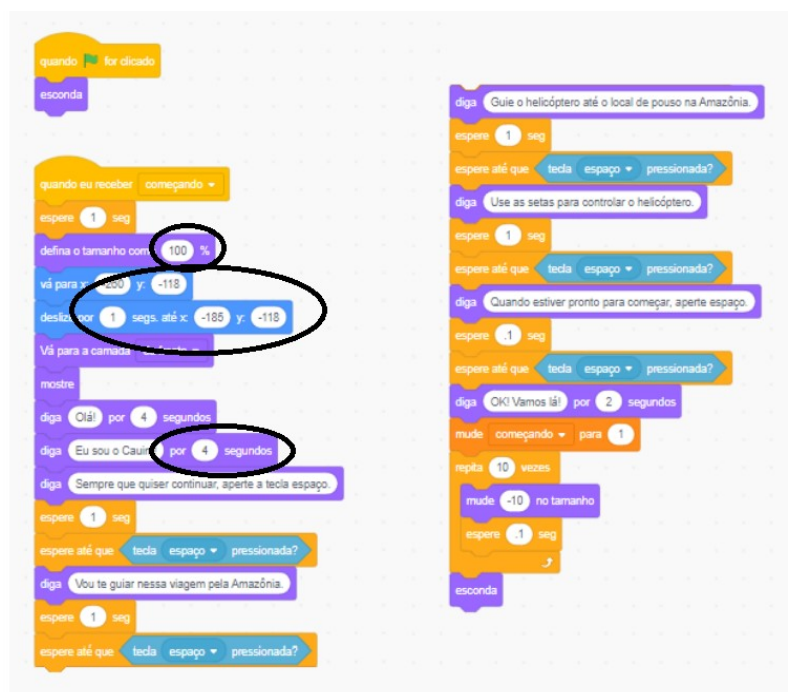 quando for clicado
esconda
quando eu receber começando
espere 1 seg
defina o tamanho como 100 %
vá para x: -260 y: -118
deslize por 1 segs. até x: -185 y: -118
Vá para a camada
mostre
diga Olá! por 4 segundos
diga Eu sou o Cauin por 4 segundos
diga Sempre que quiser continuar, aperte a tecla espaço.
espere 1 seg
espere até que tecla espaço pressionada?
diga Vou te guiar nessa viagem pela Amazônia.
espere 1 seg
espere até que tecla espaço pressionada?
diga Guie o helicóptero até o local de pouso na Amazônia.
espere 1 seg
espere até que tecla espaço pressionada?
diga Use as setas para controlar o helicóptero.
espere 1 seg
espere até que tecla espaço pressionada?
diga Quando estiver pronto para começar, aperte espaço.
espere .1 seg
espere até que tecla espaço pressionada?
diga OK! Vamos lá! por 2 segundos
mude começando para 1
repita 10 vezes
mude -10 no tamanho
espere .1 seg
esconda